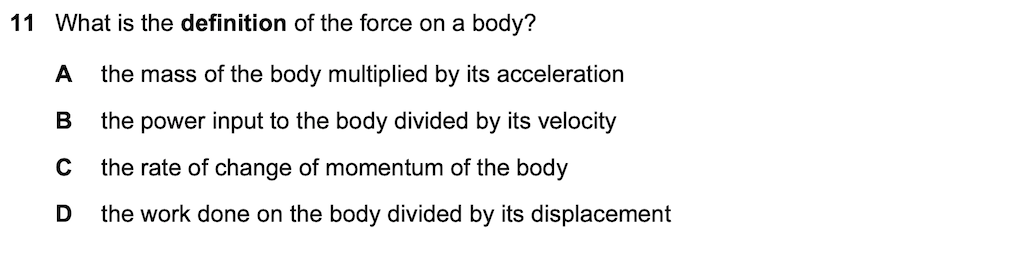 11 What is the definition of the force on a body?
A the mass of the body multiplied by its acceleration
B the power input to the body divided by its velocity
C the rate of change of momentum of the body
D the work done on the body divided by its displacement